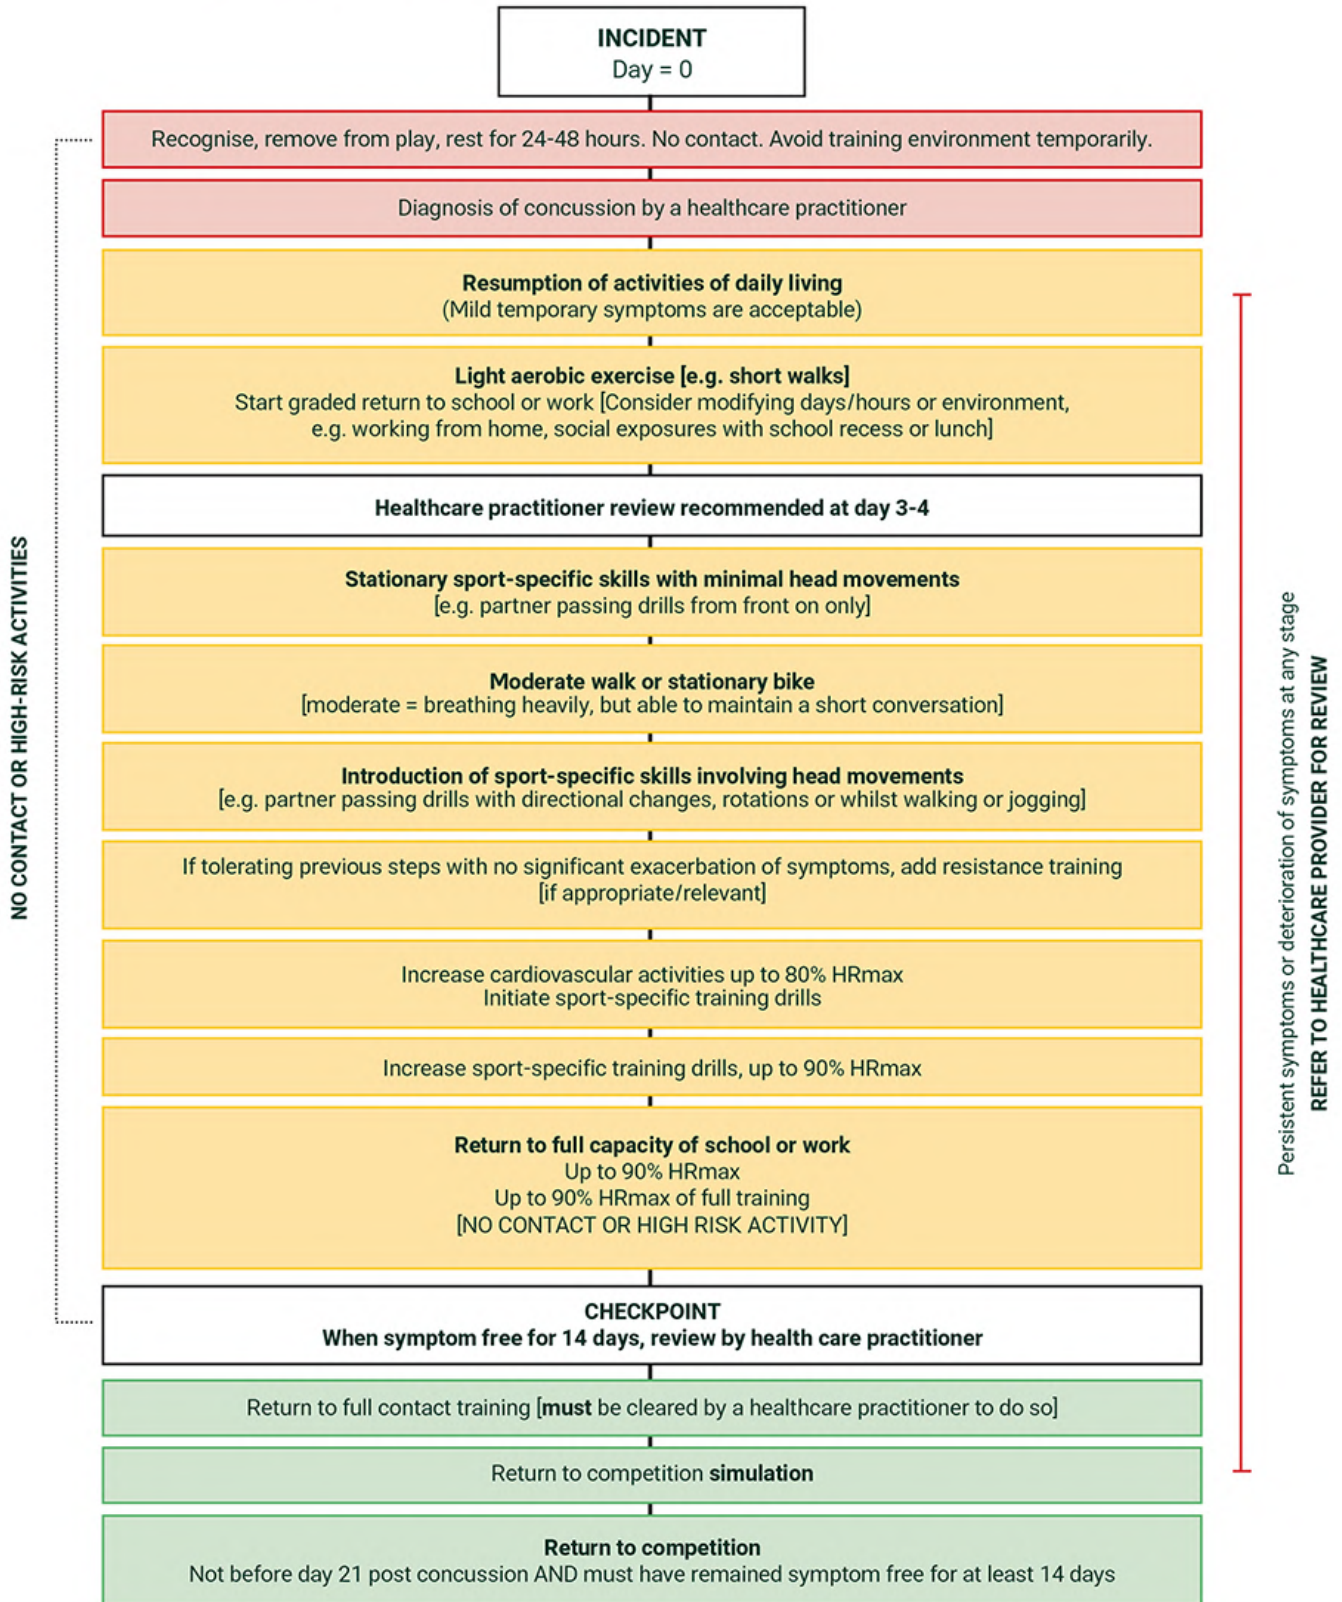 INCIDENT
Day = 0
Recognise, remove from play, rest for 24-48 hours. No contact. Avoid training environment temporarily.
Diagnosis of concussion by a healthcare practitioner
Resumption of activities of daily living
(Mild temporary symptoms are acceptable)
Light aerobic exercise [e.g. short walks]
Start graded return to school or work [Consider modifying days/hours or environment,
e.g. working from home, social exposures with school recess or lunch]
Healthcare practitioner review recommended at day 3-4
Stationary sport-specific skills with minimal head movements
[e.g. partner passing drills from front on only]
Moderate walk or stationary bike
[moderate = breathing heavily, but able to maintain a short conversation]
Introduction of sport-specific skills involving head movements
[e.g. partner passing drills with directional changes, rotations or whilst walking or jogging]
If tolerating previous steps with no significant exacerbation of symptoms, add resistance training
[if appropriate/relevant]
Increase cardiovascular activities up to 80% HRmax
Initiate sport-specific training drills
Increase sport-specific training drills, up to 90% HRmax
Return to full capacity of school or work
Up to 90% HRmax
Up to 90% HRmax of full training
[NO CONTACT OR HIGH RISK ACTIVITY]
CHECKPOINT
When symptom free for 14 days, review by health care practitioner
Return to full contact training [must be cleared by a healthcare practitioner to do so]
Return to competition simulation
Return to competition
Not before day 21 post concussion AND must have remained symptom free for at least 14 days
NO CONTACT OR HIGH-RISK ACTIVITIES
Persistent symptoms or deterioration of symptoms at any stage
REFER TO HEALTHCARE PROVIDER FOR REVIEW